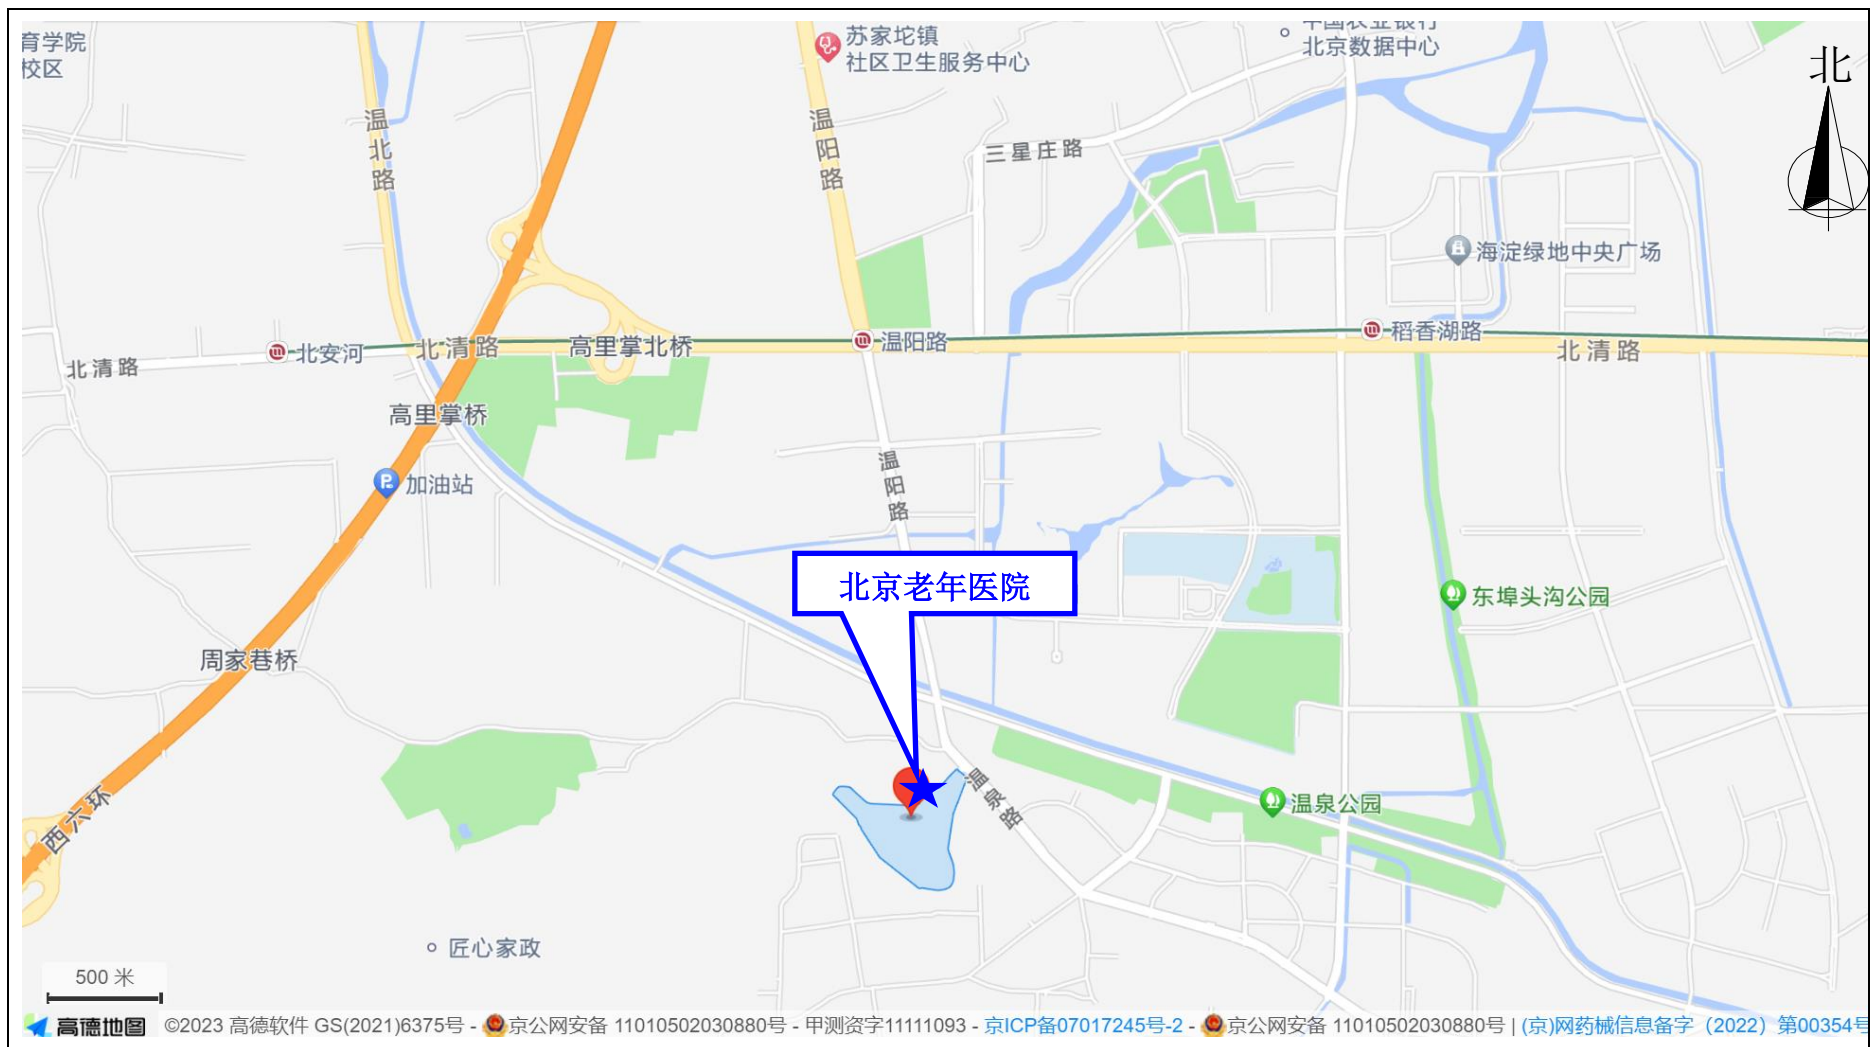 育学院
校区
苏家坨镇
社区卫生服务中心
中国农业银行
北京数据中心
北
温北路
温阳路
三星庄路
海淀绿地中央广场
北清路
北安河
北清路
高里掌北桥
温阳路
稻香湖路
北清路
高里掌桥
加油站
温阳路
北京老年医院
东埠头沟公园
周家巷桥
温泉路
温泉公园
西六环
匠心家政
500 米
高德地图 ©2023 高德软件 GS(2021)6375号 - 京公网安备 11010502030880号 - 甲测资字11111093 - 京ICP备07017245号-2 - 京公网安备 11010502030880号 | (京)网药械信息备字（2022）第00354号